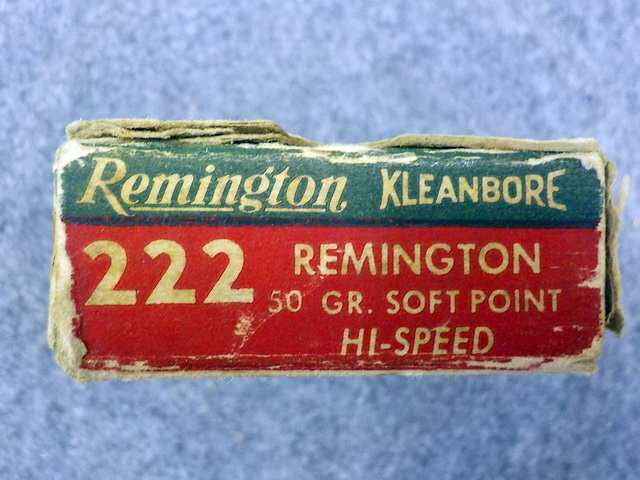 Remington KLEANBORE
222 REMINGTON
50 GR. SOFT POINT
HI-SPEED